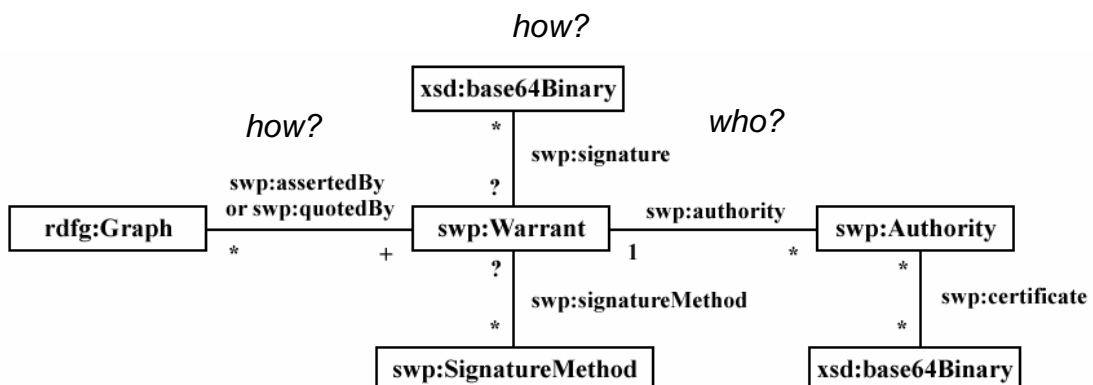 how?
xsd:base64Binary
how?
who?
*
swp:signature
swp:assertedBy
or swp:quotedBy
?
swp:authority
rdfg:Graph
swp:Warrant
swp:Authority
*
+
?
1
*
*
swp:signatureMethod
swp:certificate
*
*
swp:SignatureMethod
xsd:base64Binary